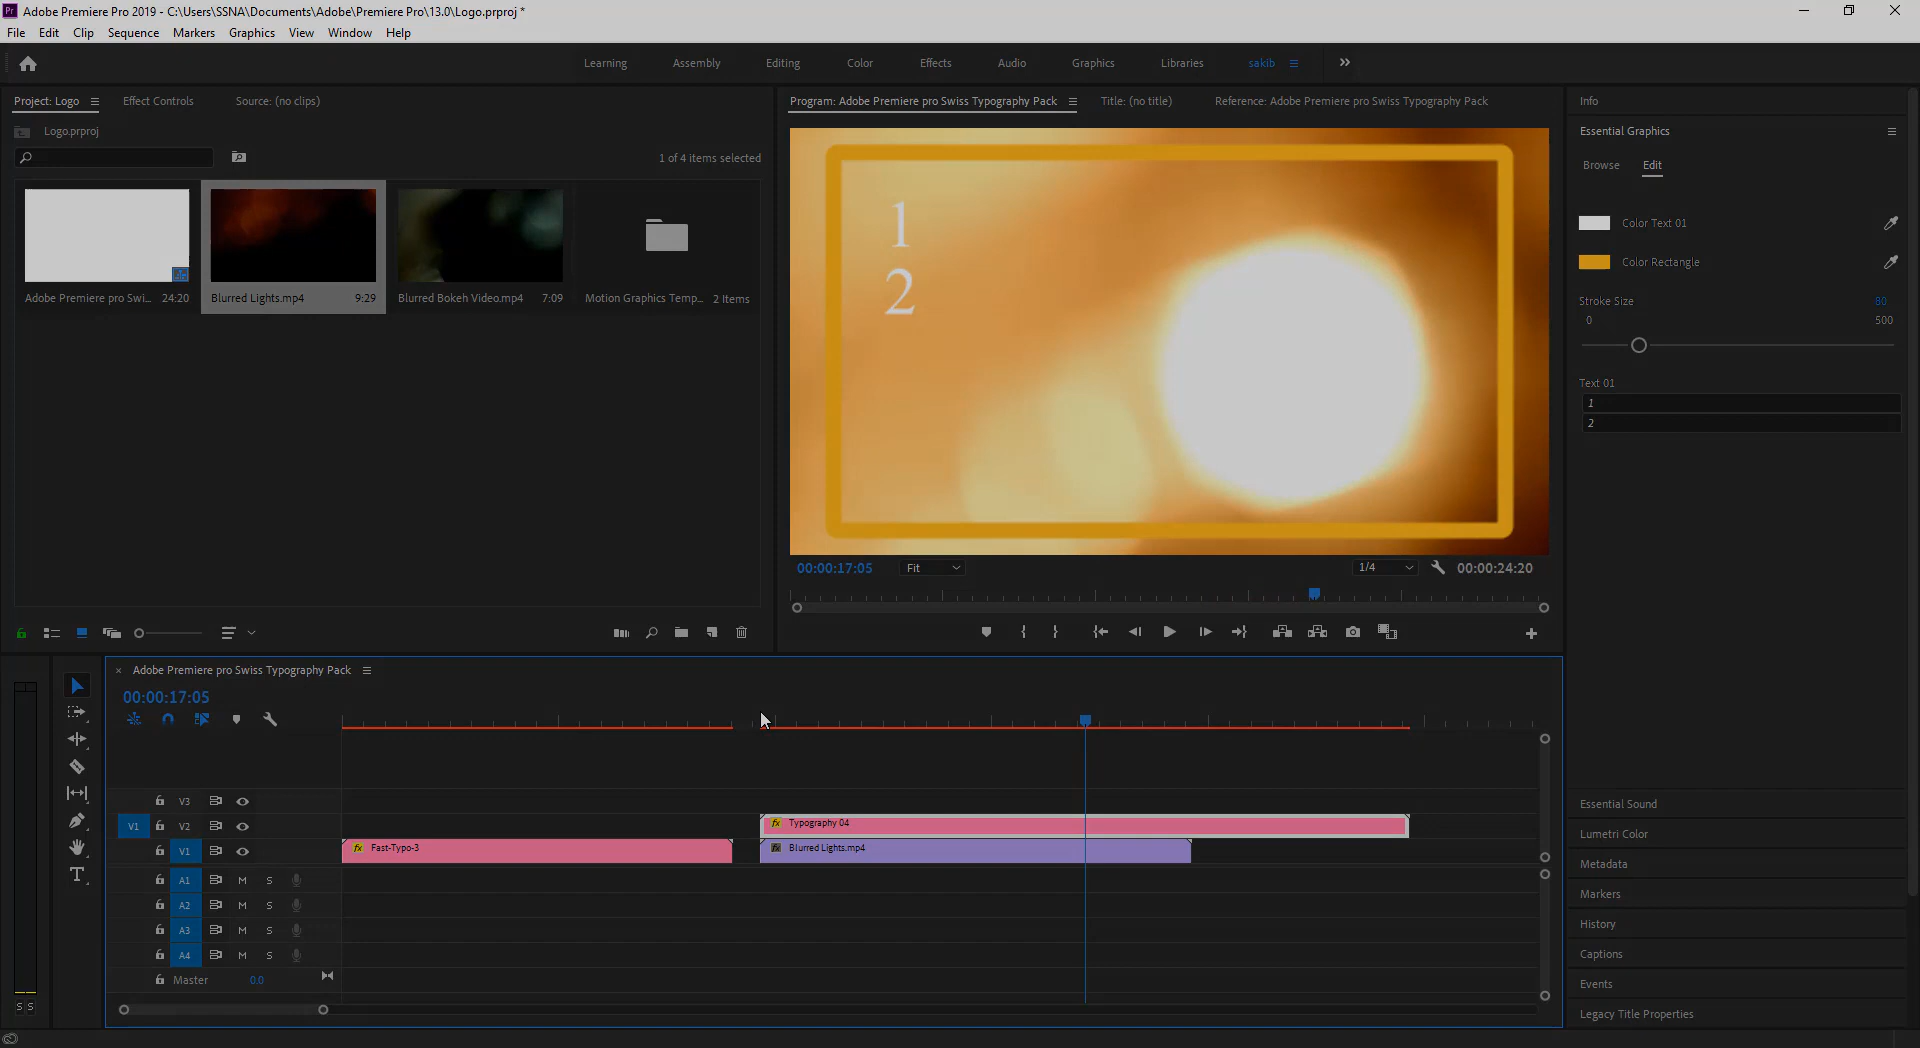 Adobe Premiere Pro 2019 - C:\Users\SSNA\Documents\Adobe\Premiere Pro\13.0\Logo.prproj *
File Edit Clip Sequence Markers Graphics View Window Help
Learning Assembly Editing Color Effects Audio Graphics Libraries sakib
Project: Logo Effect Controls Source: (no clips)
Logo.prproj
1 of 4 items selected
Adobe Premiere pro Swi... 24:20 Blurred Lights.mp4 9:29 Blurred Bokeh Video.mp4 7:09 Motion Graphics Temp... 2 Items
Program: Adobe Premiere pro Swiss Typography Pack Title: (no title) Reference: Adobe Premiere pro Swiss Typography Pack
1
2
00:00:17:05 Fit 1/4 00:00:24:20
Info
Essential Graphics
Browse Edit
Color Text 01
Color Rectangle
Stroke Size 80
0 500
Text 01
1
2
Essential Sound
Lumetri Color
Metadata
Markers
History
Captions
Events
Legacy Title Properties
Adobe Premiere pro Swiss Typography Pack
00:00:17:05
V3
V1 V2 Typography 04
V1 Fast-Typo-3 Blurred Lights.mp4
A1 M S
A2 M S
A3 M S
A4 M S
Master 0.0
S S